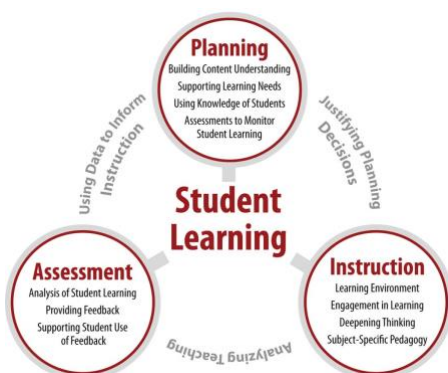 Planning
Building Content Understanding
Supporting Learning Needs
Using Knowledge of Students
Assessments to Monitor
Student Learning
Using Data to Inform
Instruction
Justifying Planning
Decisions
Student
Learning
Assessment
Analysis of Student Learning
Providing Feedback
Supporting Student Use
of Feedback
Instruction
Learning Environment
Engagement in Learning
Deepening Thinking
Subject-Specific Pedagogy
Analyzing Teaching